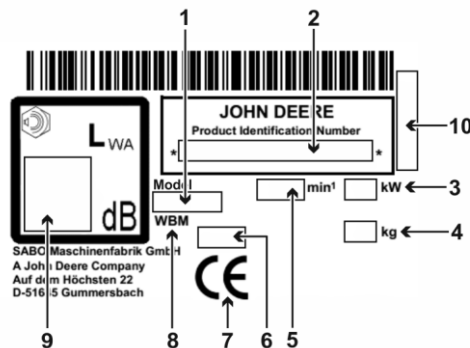 1 2
JOHN DEERE
Product Identification Number
* *
10
LWA
dB
Model
WBM
min¹
kW 3
kg 4
SABO Maschinenfabrik GmbH
A John Deere Company
Auf dem Höchsten 22
D-51645 Gummersbach
CE
9 8 7 6 5